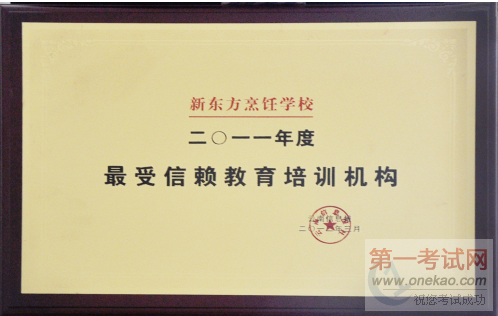 新东方烹饪学校
二〇一一年度
最受信赖教育培训机构
第一考试网
www.onekao.com
祝您考试成功